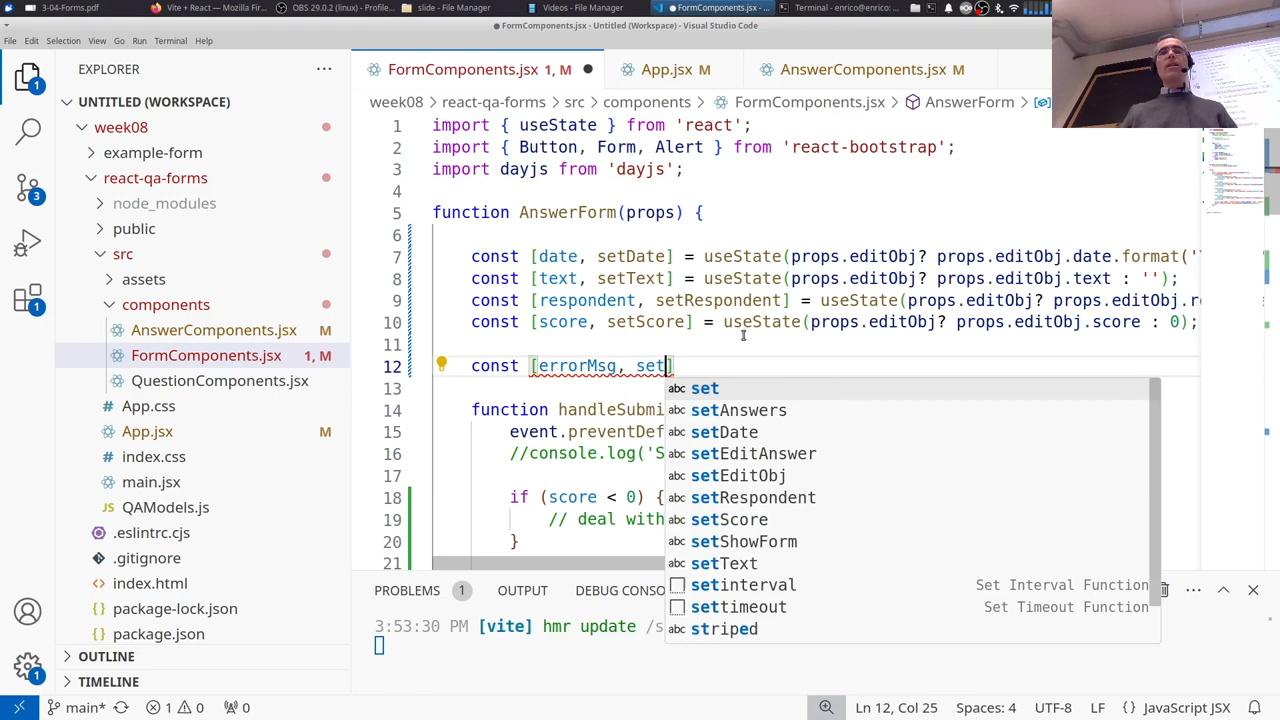 3-04-Forms.pdf
Vite + React — Mozilla Fir...
OBS 29.0.2 (linux) - Profile...
slide - File Manager
Videos - File Manager
FormComponents.jsx - Unt...
Terminal - enrico@enrico:...
FormComponents.jsx - Untitled (Workspace) - Visual Studio Code
File Edit Selection View Go Run Terminal Help
EXPLORER
UNTITLED (WORKSPACE)
week08
example-form
react-qa-forms
node_modules
public
src
assets
components
AnswerComponents.jsx M
FormComponents.jsx 1, M
QuestionComponents.jsx
App.css
App.jsx M
index.css
main.jsx
QAModels.js
.eslintrc.cjs
.gitignore
index.html
package-lock.json
package.json
OUTLINE
TIMELINE
FormComponents.jsx 1, M
App.jsx M
AnswerComponents.jsx M
week08 > react-qa-forms > src > components > FormComponents.jsx > AnswerForm
1 import { useState } from 'react';
2 import { Button, Form, Alert } from 'react-bootstrap';
3 import dayjs from 'dayjs';
4
5 function AnswerForm(props) {
6
7 const [date, setDate] = useState(props.editObj? props.editObj.date.format('
8 const [text, setText] = useState(props.editObj? props.editObj.text : '');
9 const [respondent, setRespondent] = useState(props.editObj? props.editObj.re
10 const [score, setScore] = useState(props.editObj? props.editObj.score : 0);
11
12 const [errorMsg, set]
13
14 function handleSubmi
15 event.preventDef
16 //console.log('S
17
18 if (score < 0) {
19 // deal with
20 }
21
set
setAnswers
setDate
setEditAnswer
setEditObj
setRespondent
setScore
setShowForm
setText
setinterval Set Interval Function
settimeout Set Timeout Function
striped
PROBLEMS 1 OUTPUT DEBUG CONSO
3:53:30 PM [vite] hmr update /s
main* 1 0 0
Ln 12, Col 25 Spaces: 4 UTF-8 LF {} JavaScript JSX